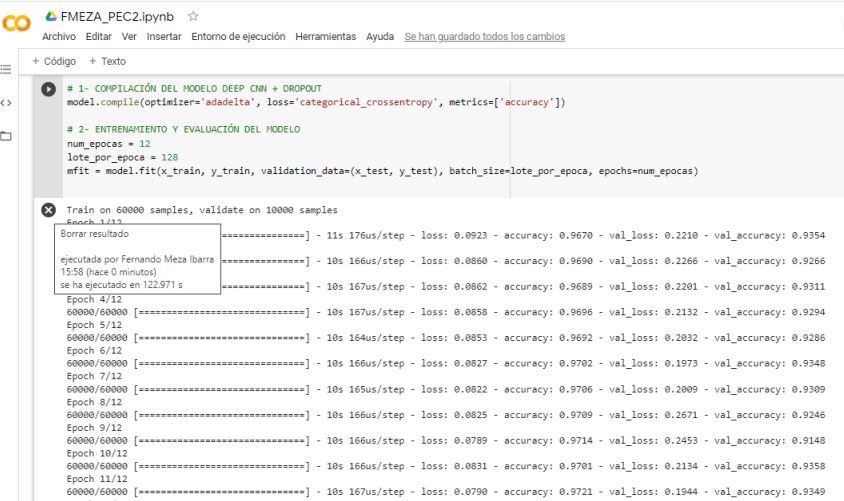 FMEZA_PEC2.ipynb
Archivo Editar Ver Insertar Entorno de ejecución Herramientas Ayuda Se han guardado todos los cambios
+ Código + Texto
# 1- COMPILACIÓN DEL MODELO DEEP CNN + DROPOUT
model.compile(optimizer='adadelta', loss='categorical_crossentropy', metrics=['accuracy'])
# 2- ENTRENAMIENTO Y EVALUACIÓN DEL MODELO
num_epocas = 12
lote_por_epoca = 128
mfit = model.fit(x_train, y_train, validation_data=(x_test, y_test), batch_size=lote_por_epoca, epochs=num_epocas)
Train on 60000 samples, validate on 10000 samples
Epoch 1/12
Borrar resultado
ejecutada por Fernando Meza Ibarra
15:58 (hace 0 minutos)
se ha ejecutado en 122.971 s
==============] - 11s 176us/step - loss: 0.0923 - accuracy: 0.9670 - val_loss: 0.2210 - val_accuracy: 0.9354
==============] - 10s 166us/step - loss: 0.0860 - accuracy: 0.9690 - val_loss: 0.2266 - val_accuracy: 0.9266
==============] - 10s 167us/step - loss: 0.0862 - accuracy: 0.9689 - val_loss: 0.2201 - val_accuracy: 0.9311
Epoch 4/12
60000/60000 [==============================] - 10s 167us/step - loss: 0.0858 - accuracy: 0.9696 - val_loss: 0.2132 - val_accuracy: 0.9294
Epoch 5/12
60000/60000 [==============================] - 10s 164us/step - loss: 0.0853 - accuracy: 0.9692 - val_loss: 0.2032 - val_accuracy: 0.9286
Epoch 6/12
60000/60000 [==============================] - 10s 166us/step - loss: 0.0827 - accuracy: 0.9702 - val_loss: 0.1973 - val_accuracy: 0.9348
Epoch 7/12
60000/60000 [==============================] - 10s 165us/step - loss: 0.0822 - accuracy: 0.9706 - val_loss: 0.2009 - val_accuracy: 0.9309
Epoch 8/12
60000/60000 [==============================] - 10s 166us/step - loss: 0.0825 - accuracy: 0.9709 - val_loss: 0.2671 - val_accuracy: 0.9246
Epoch 9/12
60000/60000 [==============================] - 10s 166us/step - loss: 0.0789 - accuracy: 0.9714 - val_loss: 0.2453 - val_accuracy: 0.9148
Epoch 10/12
60000/60000 [==============================] - 10s 166us/step - loss: 0.0831 - accuracy: 0.9701 - val_loss: 0.2134 - val_accuracy: 0.9358
Epoch 11/12
60000/60000 [==============================] - 10s 167us/step - loss: 0.0790 - accuracy: 0.9721 - val_loss: 0.1944 - val_accuracy: 0.9349